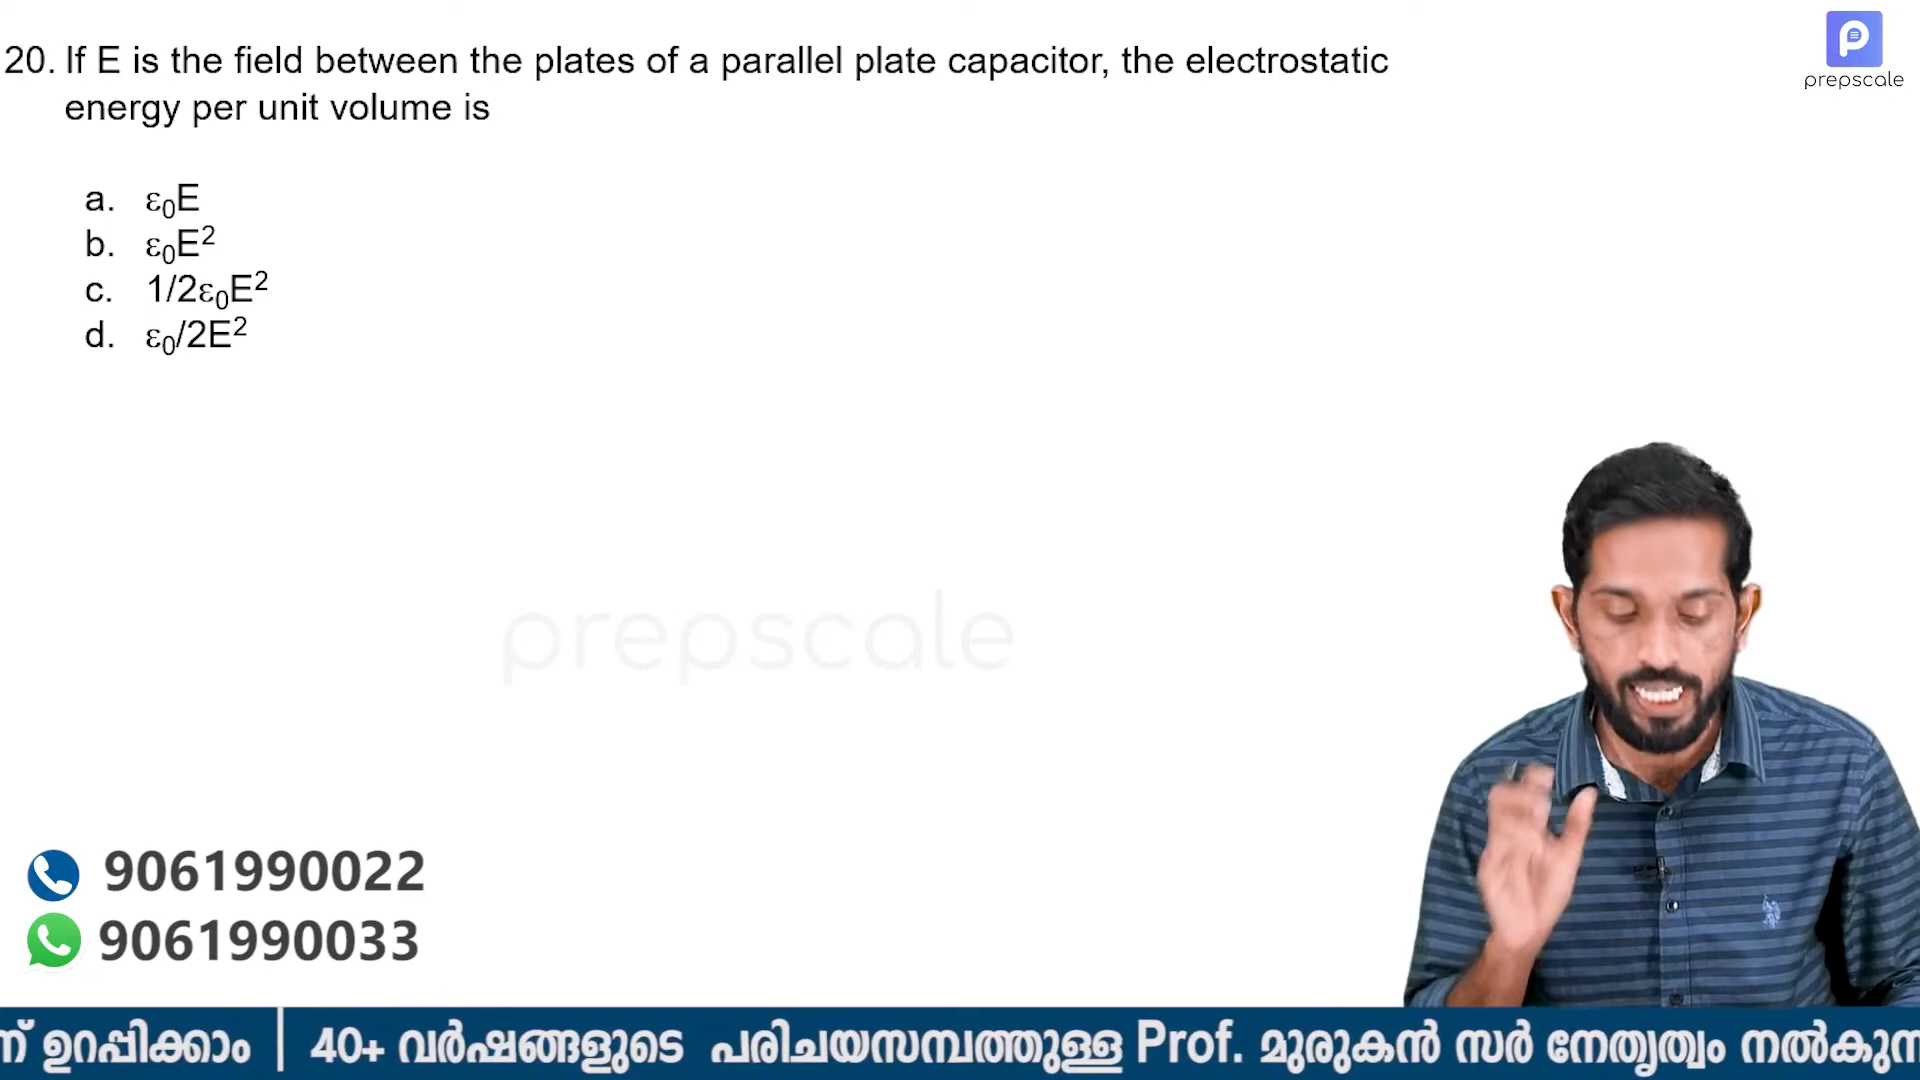 prepscale
20. If E is the field between the plates of a parallel plate capacitor, the electrostatic
energy per unit volume is
a. ε₀E
b. ε₀E²
c. 1/2ε₀E²
d. ε₀/2E²
prepscale
9061990022
9061990033
ഉറപ്പിക്കാം | 40+ വർഷങ്ങളുടെ പരിചയസമ്പത്തുള്ള Prof. മുരുകൻ സർ നേതൃത്വം